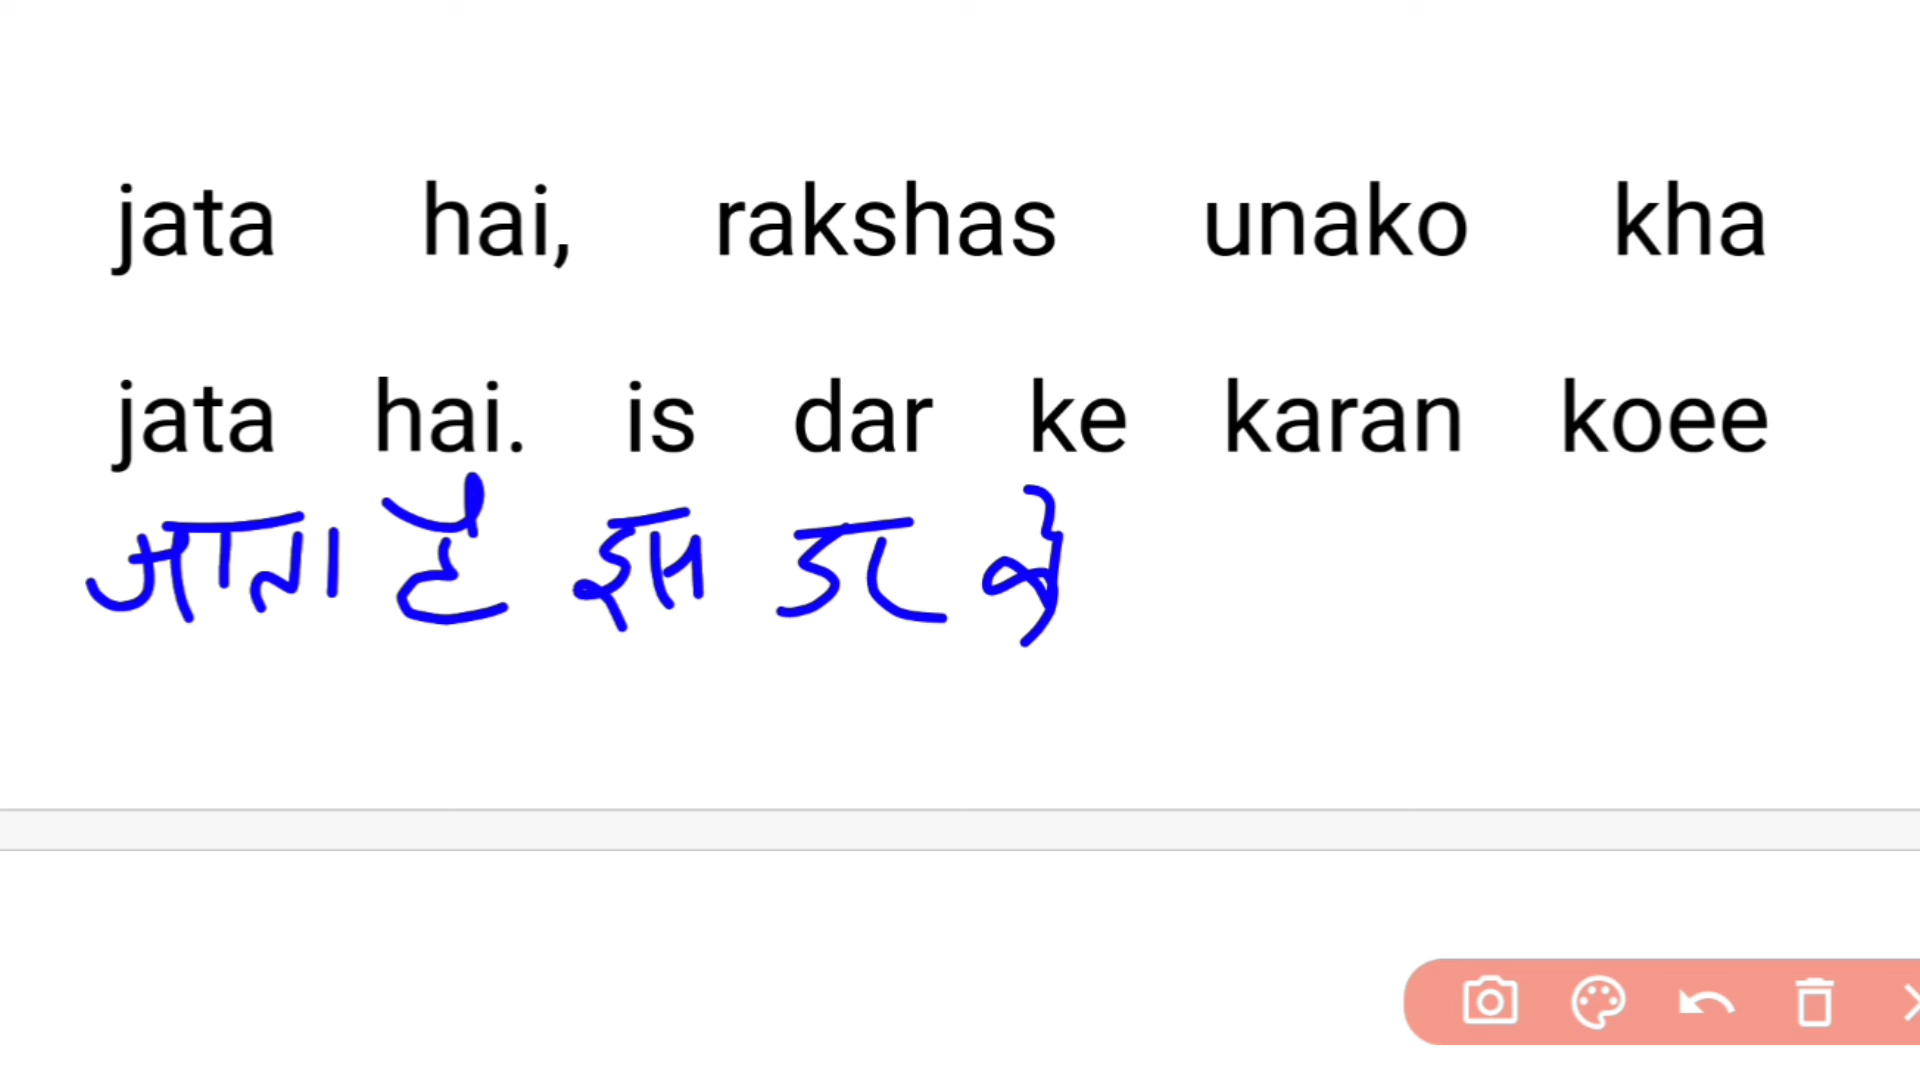 jata hai, rakshas unako kha
jata hai. is dar ke karan koee
जाता है इस डर के